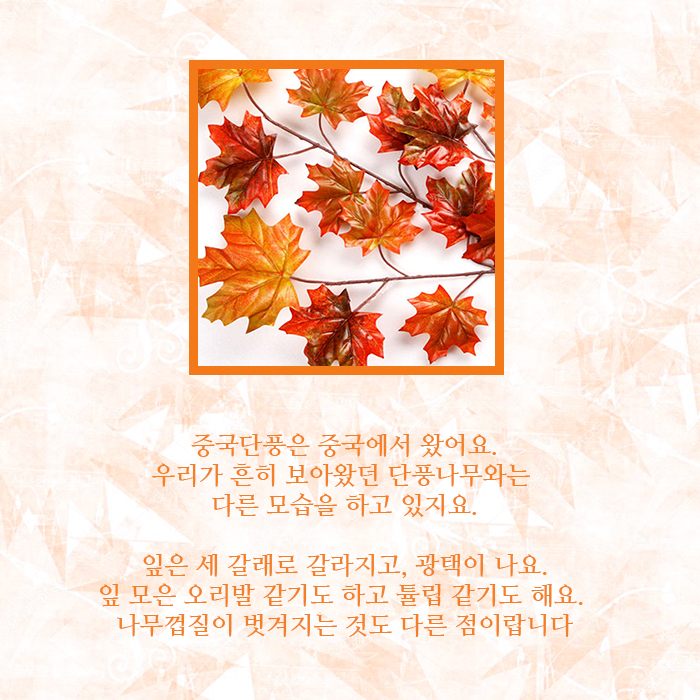 중국단풍은 중국에서 왔어요.
우리가 흔히 보아왔던 단풍나무와는
다른 모습을 하고 있지요.
잎은 세 갈래로 갈라지고, 광택이 나요.
잎 모은 오리발 같기도 하고 튤립 같기도 해요.
나무껍질이 벗겨지는 것도 다른 점이랍니다